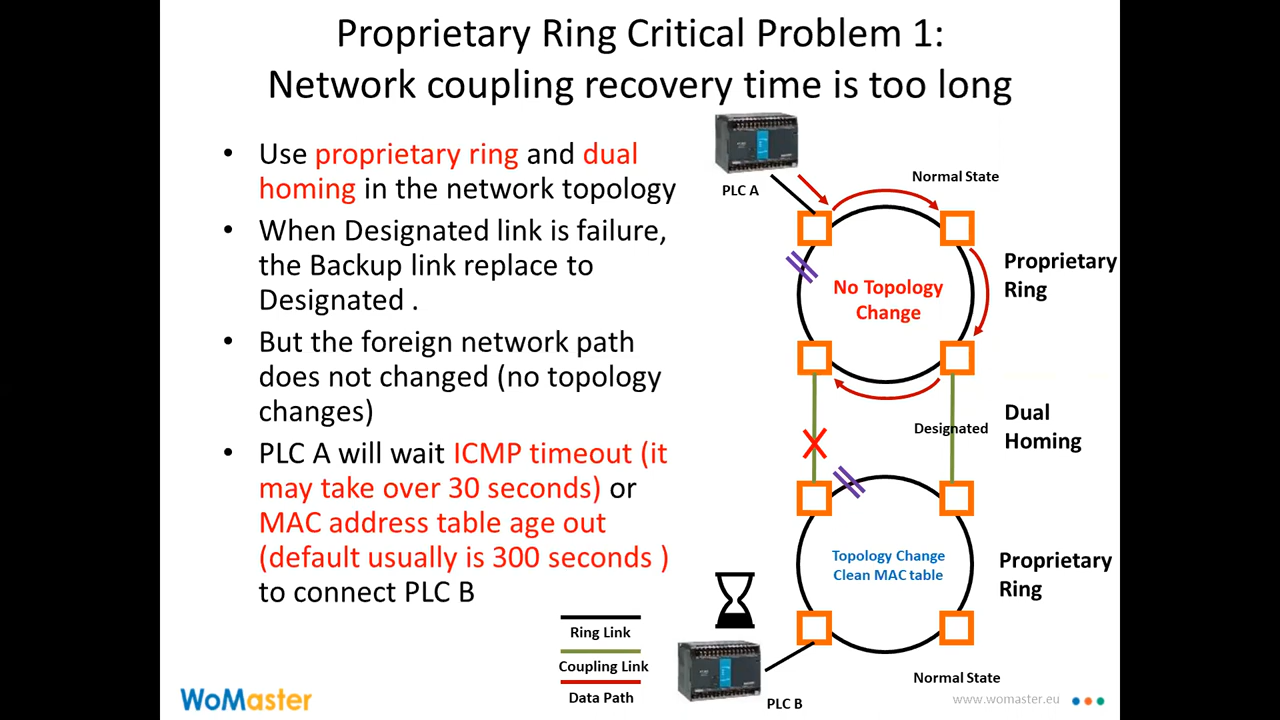 Proprietary Ring Critical Problem 1:
Network coupling recovery time is too long
• Use proprietary ring and dual
homing in the network topology
• When Designated link is failure,
the Backup link replace to
Designated .
• But the foreign network path
does not changed (no topology
changes)
• PLC A will wait ICMP timeout (it
may take over 30 seconds) or
MAC address table age out
(default usually is 300 seconds )
to connect PLC B
PLC A
Normal State
Proprietary
Ring
No Topology
Change
Dual
Homing
Designated
Topology Change
Clean MAC table
Proprietary
Ring
Ring Link
Coupling Link
Data Path
PLC B
Normal State
WoMaster
www.womaster.eu